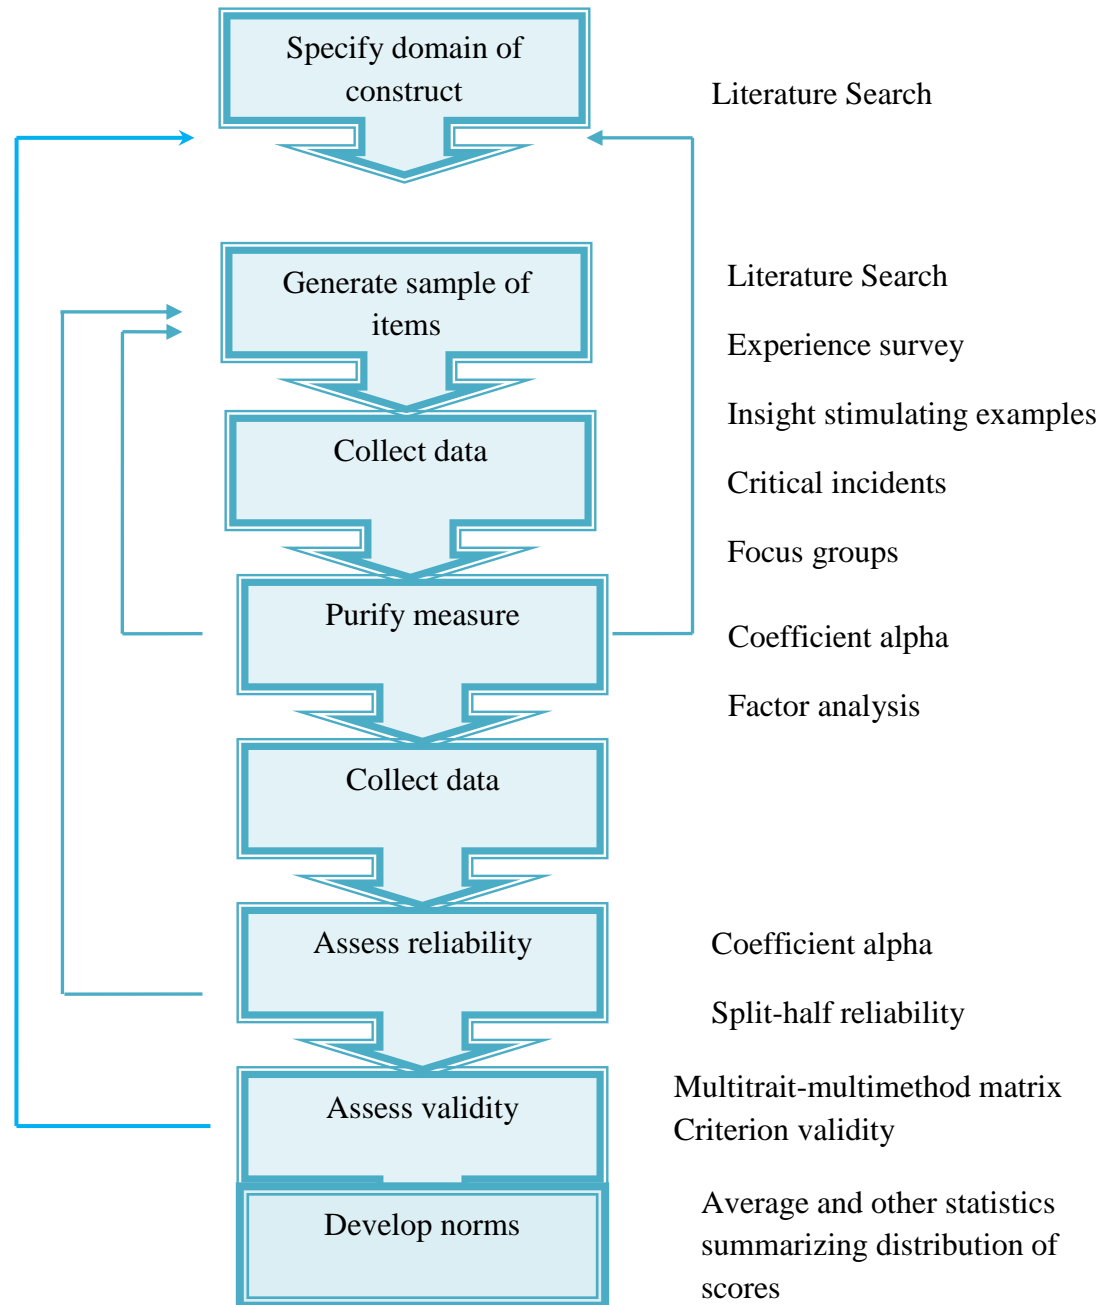 Specify domain of
construct
Literature Search
Generate sample of
items
Literature Search
Experience survey
Insight stimulating examples
Critical incidents
Focus groups
Collect data
Purify measure
Coefficient alpha
Factor analysis
Collect data
Assess reliability
Coefficient alpha
Split-half reliability
Assess validity
Multitrait-multimethod matrix
Criterion validity
Develop norms
Average and other statistics
summarizing distribution of
scores